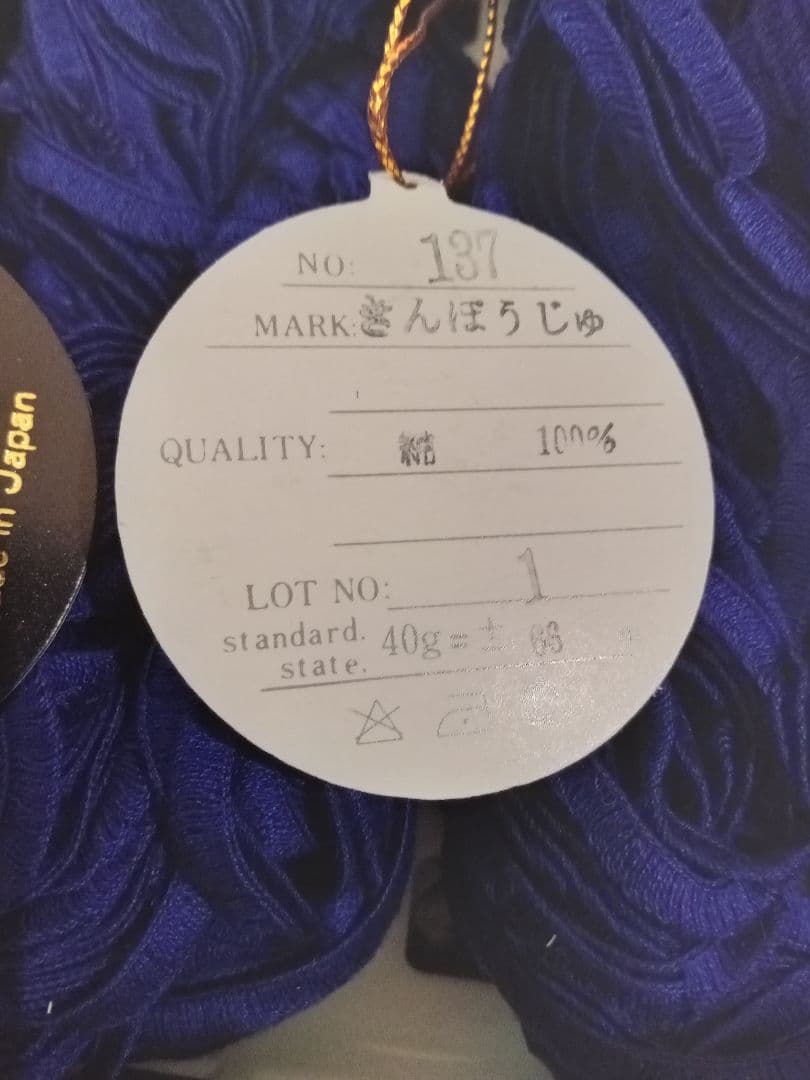 NO: 137
MARK: きんぽうじゅ
QUALITY: 100%
LOT NO: 1
standard. 40g=±
state.
in Japan